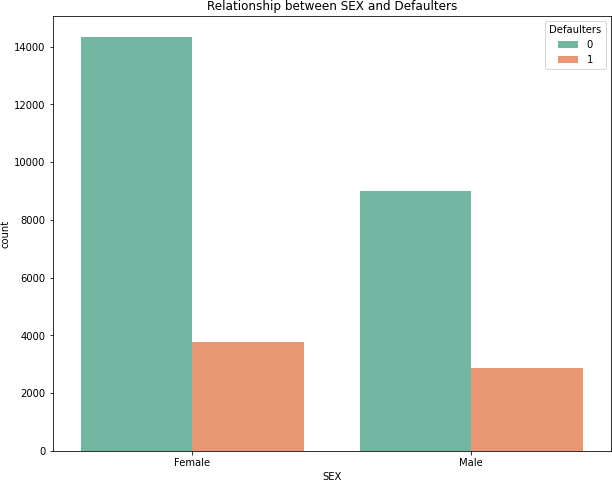 Relationship between SEX and Defaulters
Defaulters
0
1
14000
12000
10000
8000
6000
4000
2000
0
count
Female
Male
SEX